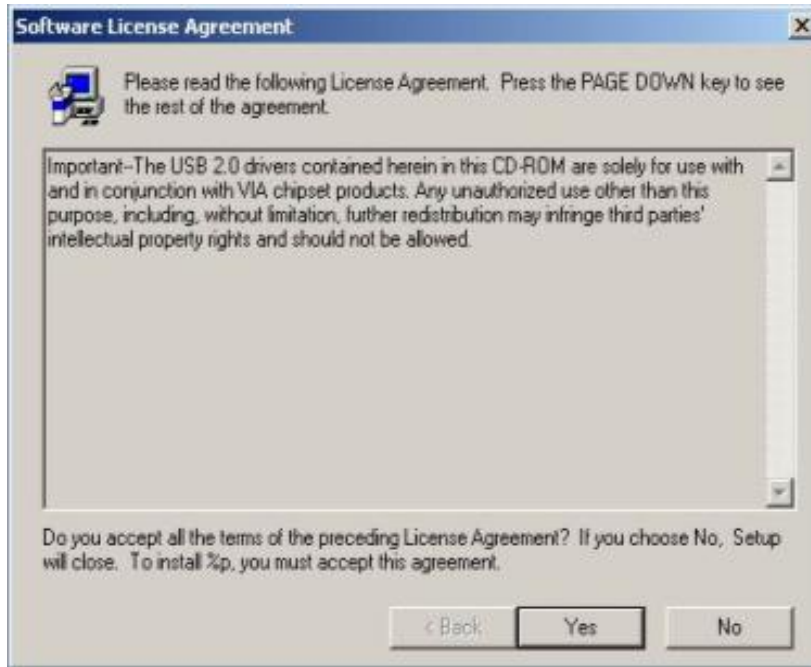 Software License Agreement
Please read the following License Agreement. Press the PAGE DOWN key to see
the rest of the agreement.
Important--The USB 2.0 drivers contained herein in this CD-ROM are solely for use with
and in conjunction with VIA chipset products. Any unauthorized use other than this
purpose, including, without limitation, further redistribution may infringe third parties'
intellectual property rights and should not be allowed.
Do you accept all the terms of the preceding License Agreement? If you choose No, Setup
will close. To install %p, you must accept this agreement.
< Back Yes No